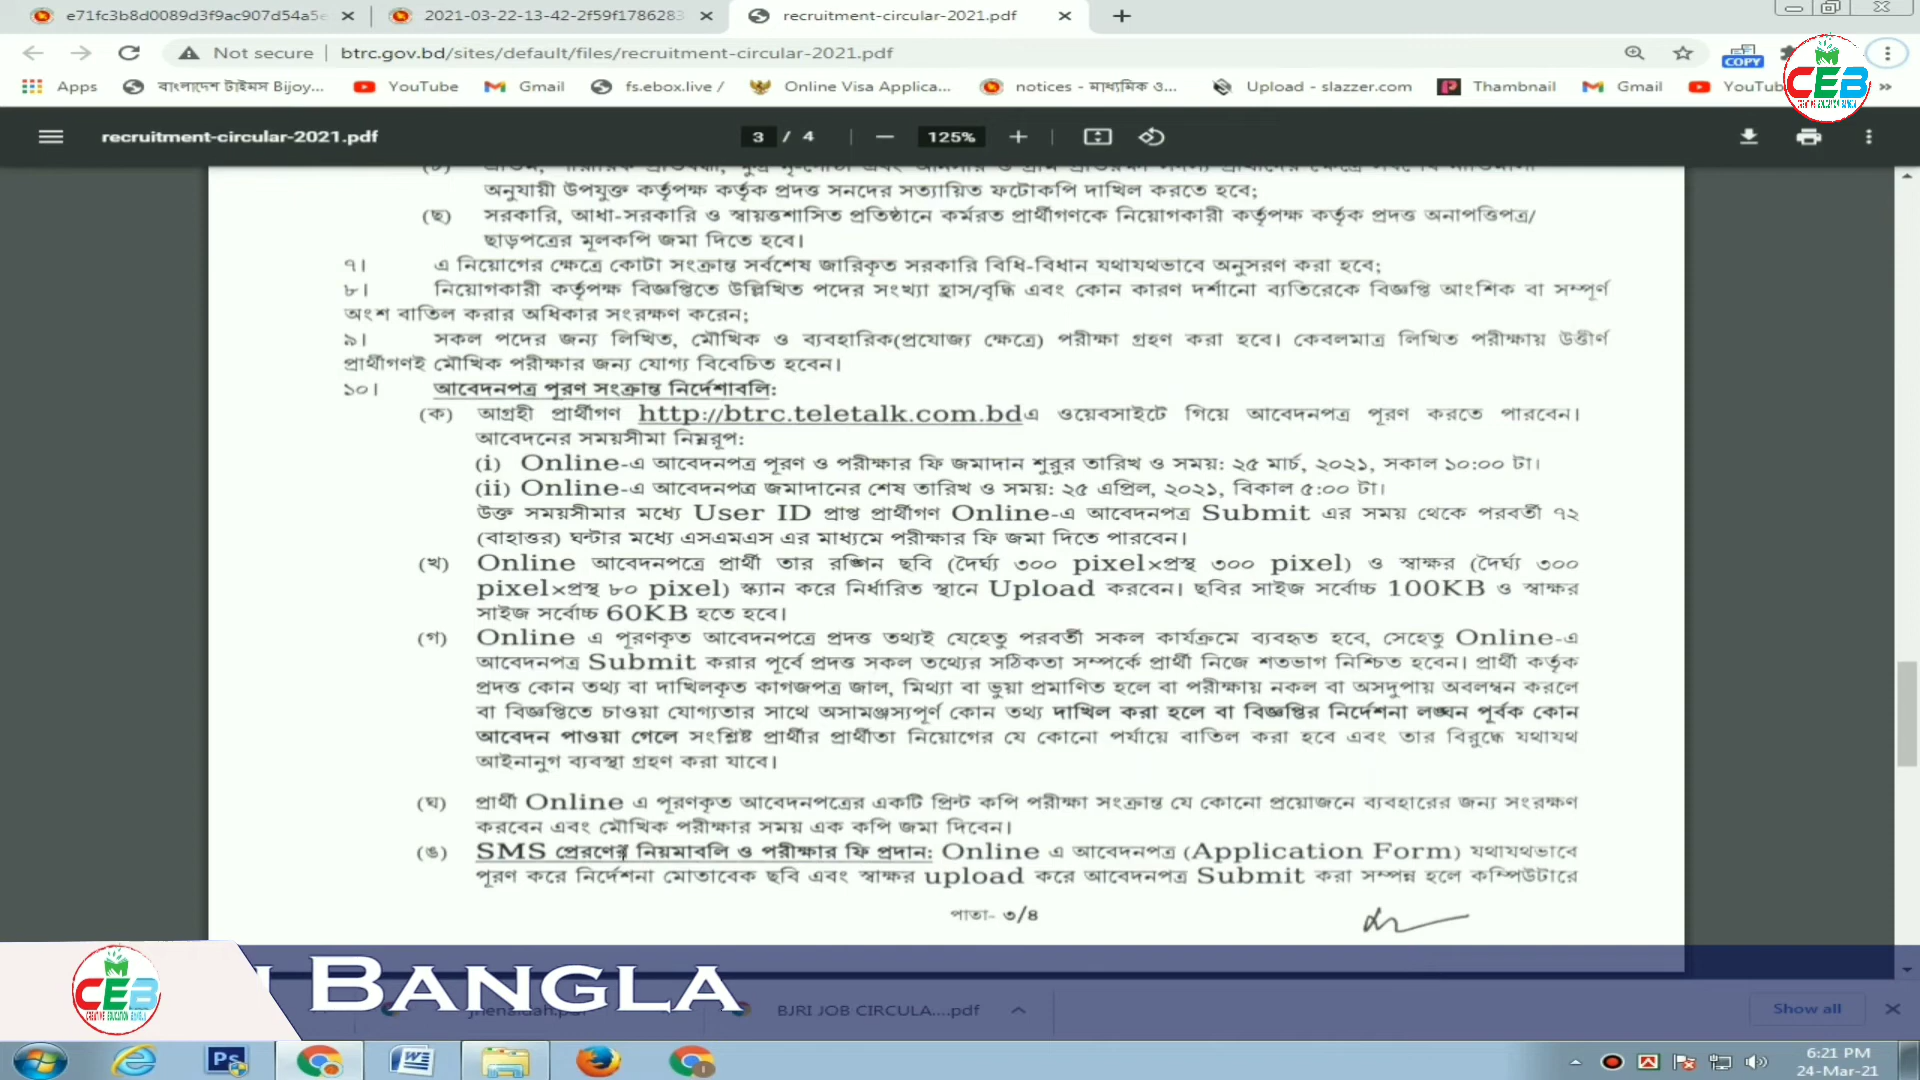 e71fc3b8d0089d3f9ac907d54a5e
2021-03-22-13-42-2f59f1786283
recruitment-circular-2021.pdf
Not secure
btrc.gov.bd/sites/default/files/recruitment-circular-2021.pdf
COPY
Apps
বাংলাদেশ টাইমস Bijoy...
YouTube
Gmail
fs.ebox.live /
Online Visa Applica...
notices - মাধ্যমিক ও...
Upload - slazzer.com
Thumbnail
Gmail
YouTu
CEB
CREATIVE EDUCATION BANGLA
recruitment-circular-2021.pdf
3 / 4
125%
অনুযায়ী উপযুক্ত কর্তৃপক্ষ কর্তৃক প্রদত্ত সনদের সত্যায়িত ফটোকপি দাখিল করতে হবে;
(ছ) সরকারি, আধা-সরকারি ও স্বায়ত্তশাসিত প্রতিষ্ঠানে কর্মরত প্রার্থীগণকে নিয়োগকারী কর্তৃপক্ষ কর্তৃক প্রদত্ত অনাপত্তিপত্র/
ছাড়পত্রের মূলকপি জমা দিতে হবে।
৭। এ নিয়োগের ক্ষেত্রে কোটা সংক্রান্ত সর্বশেষ জারিকৃত সরকারি বিধি-বিধান যথাযথভাবে অনুসরণ করা হবে;
৮। নিয়োগকারী কর্তৃপক্ষ বিজ্ঞপ্তিতে উল্লিখিত পদের সংখ্যা হ্রাস/বৃদ্ধি এবং কোন কারণ দর্শানো ব্যতিরেকে বিজ্ঞপ্তি আংশিক বা সম্পূর্ণ
অংশ বাতিল করার অধিকার সংরক্ষণ করেন;
৯। সকল পদের জন্য লিখিত, মৌখিক ও ব্যবহারিক(প্রযোজ্য ক্ষেত্রে) পরীক্ষা গ্রহণ করা হবে। কেবলমাত্র লিখিত পরীক্ষায় উত্তীর্ণ
প্রার্থীগণই মৌখিক পরীক্ষার জন্য যোগ্য বিবেচিত হবেন।
১০। আবেদনপত্র পূরণ সংক্রান্ত নির্দেশাবলি:
(ক) আগ্রহী প্রার্থীগণ http://btrc.teletalk.com.bdএ ওয়েবসাইটে গিয়ে আবেদনপত্র পূরণ করতে পারবেন।
আবেদনের সময়সীমা নিম্নরূপ:
(i) Online-এ আবেদনপত্র পূরণ ও পরীক্ষার ফি জমাদান শুরুর তারিখ ও সময়: ২৫ মার্চ, ২০২১, সকাল ১০:০০ টা।
(ii) Online-এ আবেদনপত্র জমাদানের শেষ তারিখ ও সময়: ২৫ এপ্রিল, ২০২১, বিকাল ৫:০০ টা।
উক্ত সময়সীমার মধ্যে User ID প্রাপ্ত প্রার্থীগণ Online-এ আবেদনপত্র Submit এর সময় থেকে পরবর্তী ৭২
(বাহাত্তর) ঘন্টার মধ্যে এসএমএস এর মাধ্যমে পরীক্ষার ফি জমা দিতে পারবেন।
(খ) Online আবেদনপত্রে প্রার্থী তার রঙ্গিন ছবি (দৈর্ঘ্য ৩০০ pixel×প্রস্থ ৩০০ pixel) ও স্বাক্ষর (দৈর্ঘ্য ৩০০
pixel×প্রস্থ ৮০ pixel) স্ক্যান করে নির্ধারিত স্থানে Upload করবেন। ছবির সাইজ সর্বোচ্চ 100KB ও স্বাক্ষর
সাইজ সর্বোচ্চ 60KB হতে হবে।
(গ) Online এ পূরণকৃত আবেদনপত্রে প্রদত্ত তথ্যই যেহেতু পরবর্তী সকল কার্যক্রমে ব্যবহৃত হবে, সেহেতু Online-এ
আবেদনপত্র Submit করার পূর্বে প্রদত্ত সকল তথ্যের সঠিকতা সম্পর্কে প্রার্থী নিজে শতভাগ নিশ্চিত হবেন। প্রার্থী কর্তৃক
প্রদত্ত কোন তথ্য বা দাখিলকৃত কাগজপত্র জাল, মিথ্যা বা ভুয়া প্রমাণিত হলে বা পরীক্ষায় নকল বা অসদুপায় অবলম্বন করলে
বা বিজ্ঞপ্তিতে চাওয়া যোগ্যতার সাথে অসামঞ্জস্যপূর্ণ কোন তথ্য দাখিল করা হলে বা বিজ্ঞপ্তির নির্দেশনা লঙ্ঘন পূর্বক কোন
আবেদন পাওয়া গেলে সংশ্লিষ্ট প্রার্থীর প্রার্থীতা নিয়োগের যে কোনো পর্যায়ে বাতিল করা হবে এবং তার বিরুদ্ধে যথাযথ
আইনানুগ ব্যবস্থা গ্রহণ করা যাবে।
(ঘ) প্রার্থী Online এ পূরণকৃত আবেদনপত্রের একটি প্রিন্ট কপি পরীক্ষা সংক্রান্ত যে কোনো প্রয়োজনে ব্যবহারের জন্য সংরক্ষণ
করবেন এবং মৌখিক পরীক্ষার সময় এক কপি জমা দিবেন।
(ঙ) SMS প্রেরণের নিয়মাবলি ও পরীক্ষার ফি প্রদান: Online এ আবেদনপত্র (Application Form) যথাযথভাবে
পূরণ করে নির্দেশনা মোতাবেক ছবি এবং স্বাক্ষর upload করে আবেদনপত্র Submit করা সম্পন্ন হলে কম্পিউটারে
পাতা- ৩/৪
CEB
CREATIVE EDUCATION BANGLA
BANGLA
BJRI JOB CIRCULA....pdf
Show all
Ps
6:21 PM
24-Mar-21